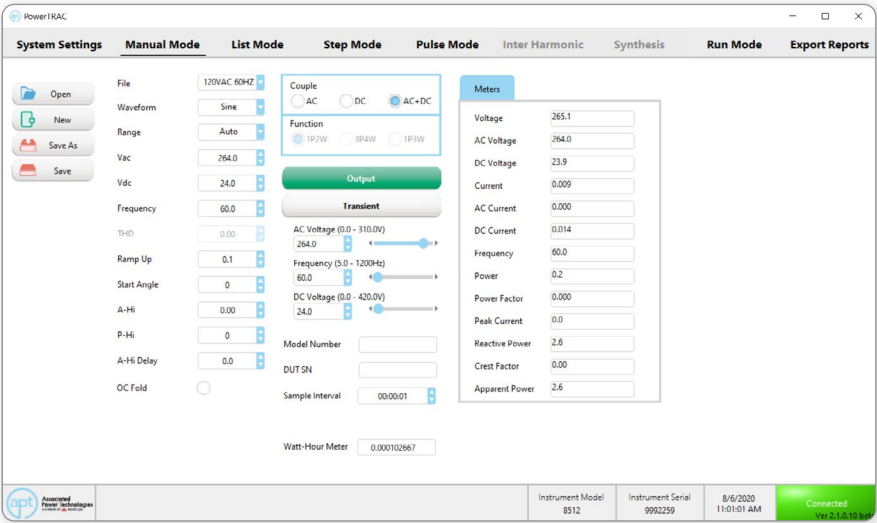 PowerTRAC
System Settings Manual Mode List Mode Step Mode Pulse Mode Inter Harmonic Synthesis Run Mode Export Reports
Open
New
Save As
Save
File 120VAC 60HZ
Waveform Sine
Range Auto
Vac 264.0
Vdc 24.0
Frequency 60.0
THD 0.00
Ramp Up 0.1
Start Angle 0
A-Hi 0.00
P-Hi 0
A-Hi Delay 0.0
OC Fold
Couple
AC DC AC+DC
Function
1P2W 3P4W 1P3W
Output
Transient
AC Voltage (0.0 - 310.0V)
264.0
Frequency (5.0 - 1200Hz)
60.0
DC Voltage (0.0 - 420.0V)
24.0
Model Number
DUT SN
Sample Interval 00:00:01
Watt-Hour Meter 0.000102667
Meters
Voltage 265.1
AC Voltage 264.0
DC Voltage 23.9
Current 0.009
AC Current 0.000
DC Current 0.014
Frequency 60.0
Power 0.2
Power Factor 0.000
Peak Current 0.0
Reactive Power 2.6
Crest Factor 0.00
Apparent Power 2.6
apt Associated
Power Technologies
Instrument Model
8512
Instrument Serial
9992259
8/6/2020
11:01:01 AM
Connected
Ver 2.1.0.10 beta